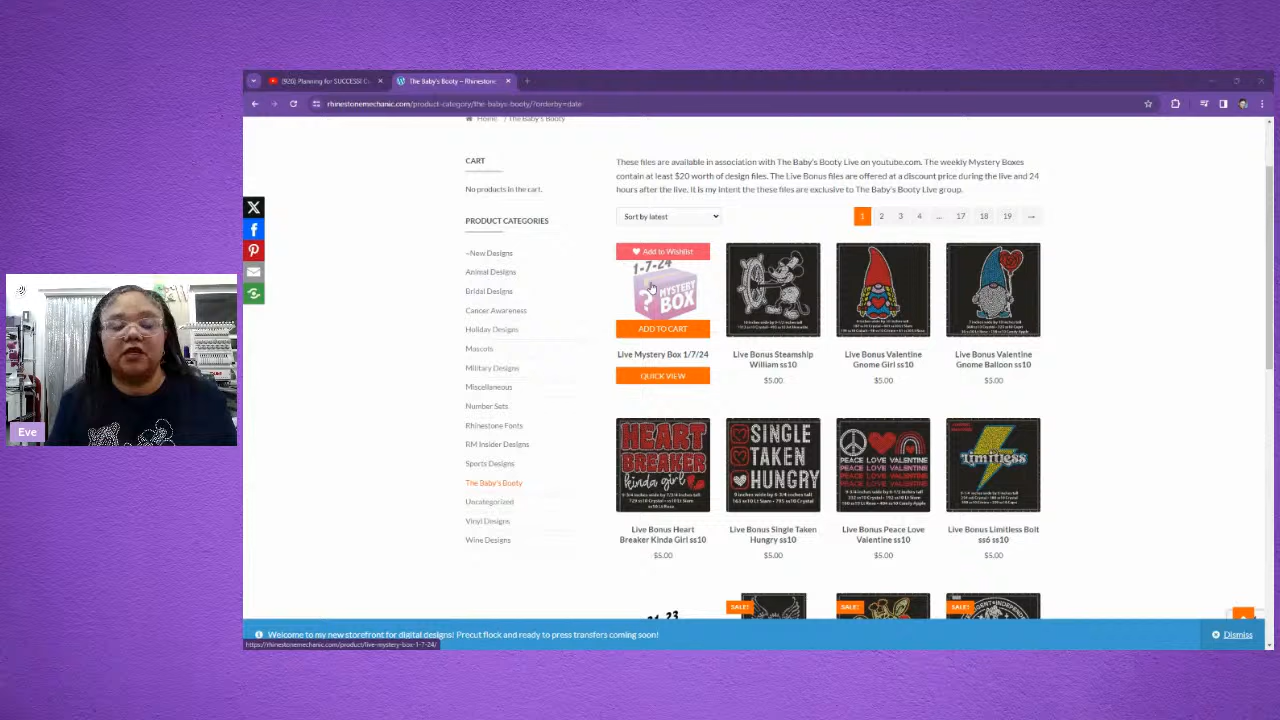 (926) Planning for SUCCESS! C
The Baby's Booty – Rhinestone
rhinestonemechanic.com/product-category/the-babys-booty/?orderby=date
Home / The Baby's Booty
CART
No products in the cart.
PRODUCT CATEGORIES
~New Designs
Animal Designs
Bridal Designs
Cancer Awareness
Holiday Designs
Mascots
Military Designs
Miscellaneous
Number Sets
Rhinestone Fonts
RM Insider Designs
Sports Designs
The Baby's Booty
Uncategorized
Vinyl Designs
Wine Designs
These files are available in association with The Baby's Booty Live on youtube.com. The weekly Mystery Boxes
contain at least $20 worth of design files. The Live Bonus files are offered at a discount price during the live and 24
hours after the live. It is my intent the these files are exclusive to The Baby's Booty Live group.
Sort by latest
1 2 3 4 … 17 18 19 →
Add to Wishlist
1-7-24
? MYSTERY
BOX
ADD TO CART
Live Mystery Box 1/7/24
QUICK VIEW
Live Bonus Steamship
William ss10
$5.00
Live Bonus Valentine
Gnome Girl ss10
$5.00
Live Bonus Valentine
Gnome Balloon ss10
$5.00
HEART
BREAKER
kinda girl
Live Bonus Heart
Breaker Kinda Girl ss10
$5.00
SINGLE
TAKEN
HUNGRY
Live Bonus Single Taken
Hungry ss10
$5.00
PEACE LOVE VALENTINE
PEACE LOVE VALENTINE
PEACE LOVE VALENTINE
PEACE LOVE VALENTINE
Live Bonus Peace Love
Valentine ss10
$5.00
Limitless
Live Bonus Limitless Bolt
ss6 ss10
$5.00
SALE!
SALE!
SALE!
Welcome to my new storefront for digital designs! Precut flock and ready to press transfers coming soon!
Dismiss
https://rhinestonemechanic.com/product/live-mystery-box-1-7-24/
Eve